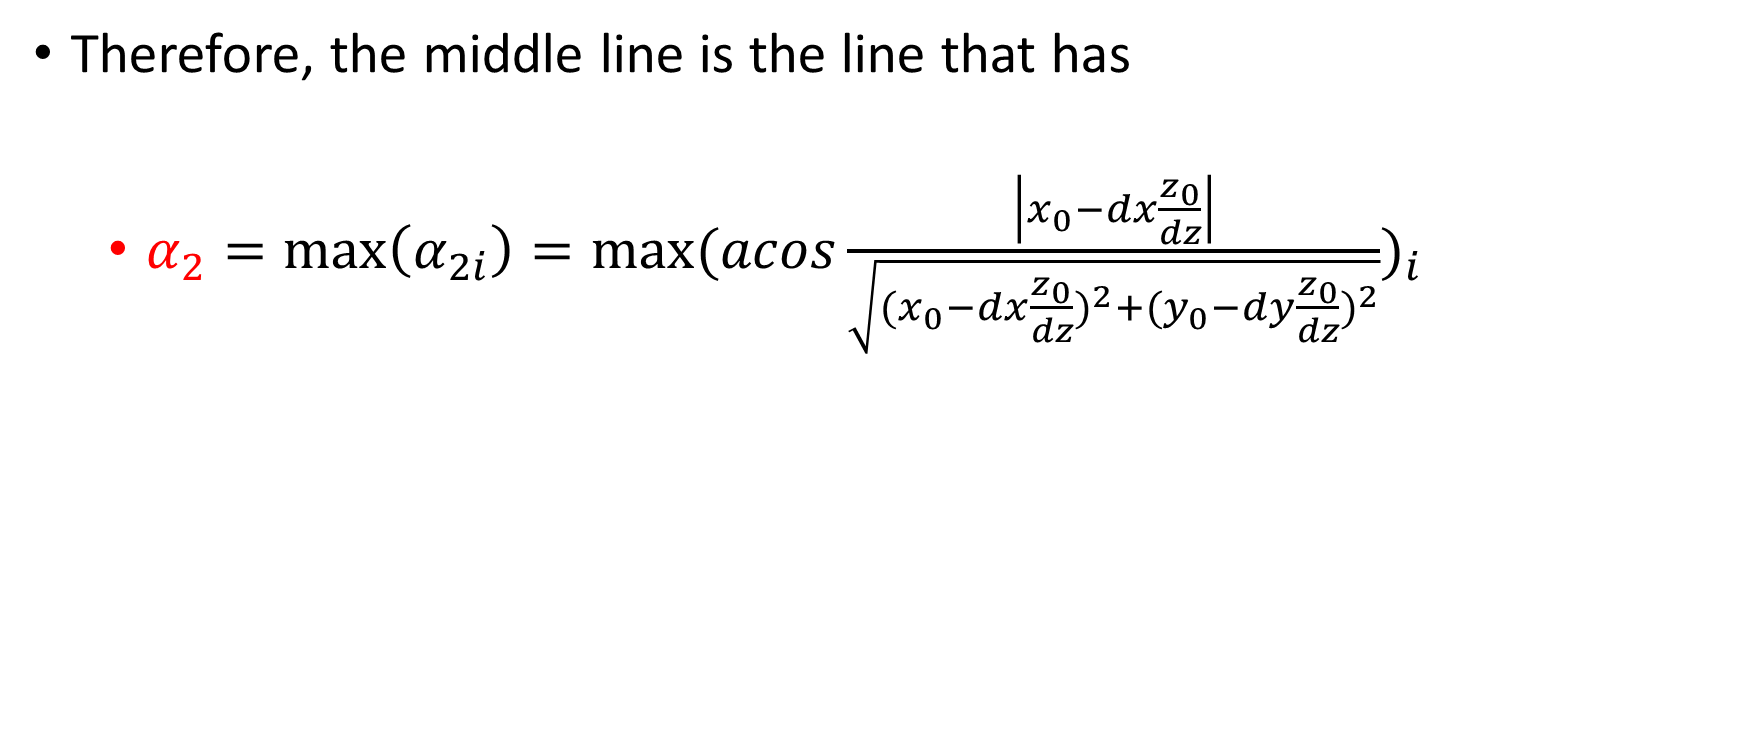 • Therefore, the middle line is the line that has
• α₂ = max(α₂ᵢ) = max(acos |x₀−dx z₀/dz| / √((x₀−dx z₀/dz)²+(y₀−dy z₀/dz)²))ᵢ